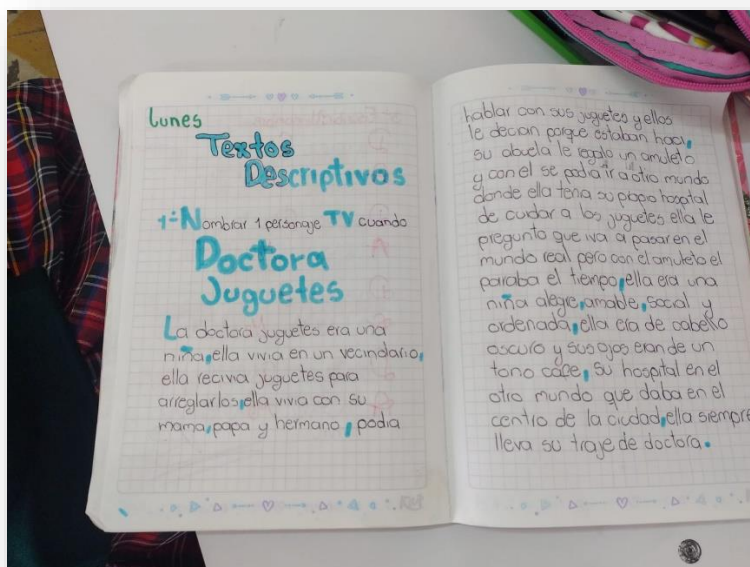 Lunes
Textos
Descriptivos
1= Nombrar 1 personaje TV cuando
Doctora
Juguetes
La doctora juguetes era una
niña, ella vivia en un vecindario,
ella recivia juguetes para
arreglarlos, ella vivia con su
mama, papa y hermano, podia
hablar con sus juguetes y ellos
le decian porque estaban haci,
su abuela le regalo un amuleto
y con el se podia ir a otro mundo
donde ella tenia su propio hospital
de cuidar a los juguetes ella le
pregunto que iva a pasar en el
mundo real pero con el amuleto el
paraba el tiempo, ella era una
niña alegre, amable, social y
ordenada, ella era de cabello
oscuro y sus ojos eran de un
tono cafe, su hospital en el
otro mundo que daba en el
centro de la ciudad, ella siempre
lleva su traje de doctora.